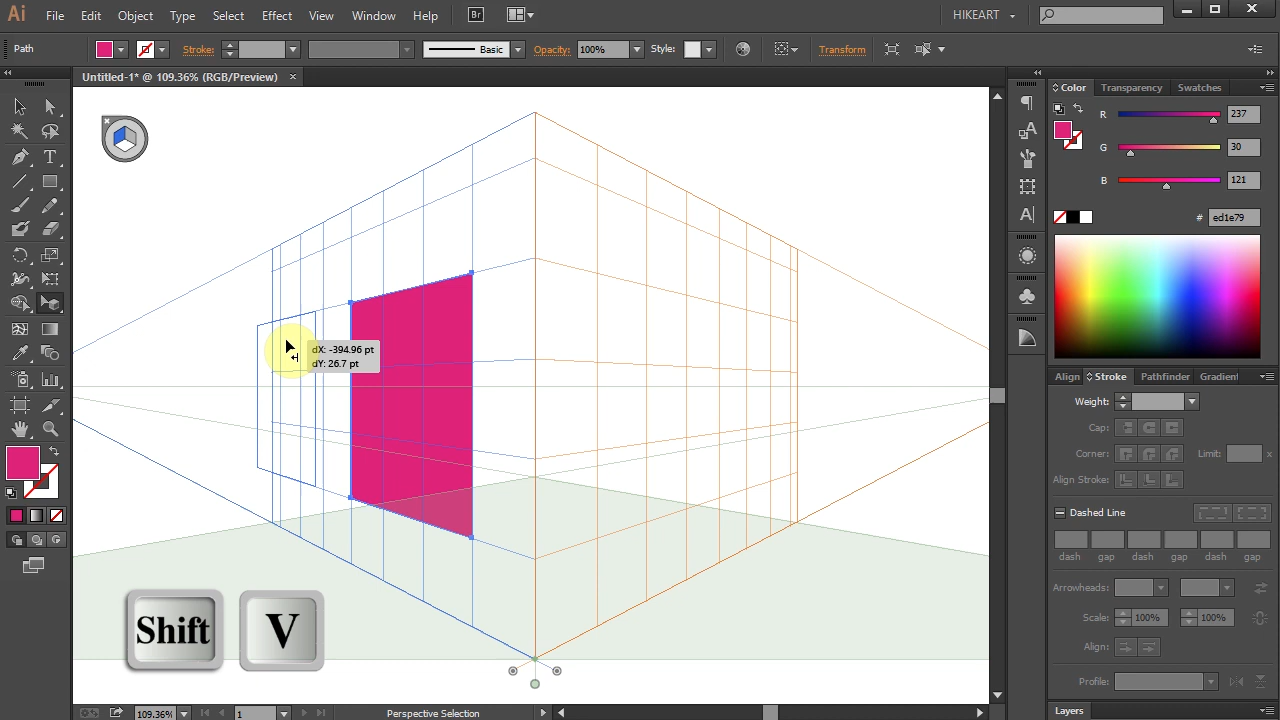 Ai File Edit Object Type Select Effect View Window Help Br HIKEART
Path Stroke: Basic Opacity: 100% Style: Transform
Untitled-1* @ 109.36% (RGB/Preview) ×
Color Transparency Swatches
R 237
G 30
B 121
# ed1e79
dX: -394.96 pt
dY: 26.7 pt
Align Stroke Pathfinder Gradient
Weight:
Cap:
Corner: Limit: x
Align Stroke:
Dashed Line
dash gap dash gap dash gap
Arrowheads:
Scale: 100% 100%
Align:
Profile:
Layers
Shift V
109.36% 1 Perspective Selection